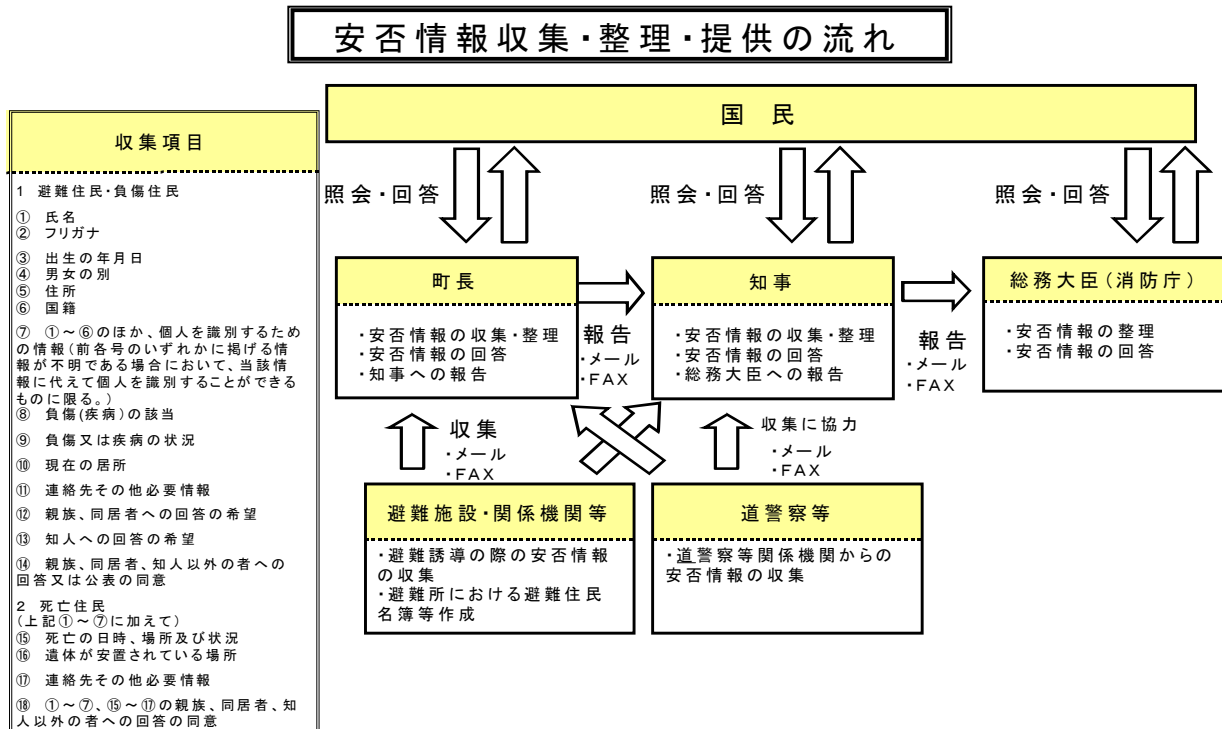 安否情報収集・整理・提供の流れ
国 民
収集項目
1 避難住民・負傷住民
① 氏名
② フリガナ
③ 出生の年月日
④ 男女の別
⑤ 住所
⑥ 国籍
⑦ ①～⑥のほか、個人を識別するため
の情報(前各号のいずれかに掲げる情
報が不明である場合において、当該情
報に代えて個人を識別することができる
ものに限る。)
⑧ 負傷(疾病)の該当
⑨ 負傷又は疾病の状況
⑩ 現在の居所
⑪ 連絡先その他必要情報
⑫ 親族、同居者への回答の希望
⑬ 知人への回答の希望
⑭ 親族、同居者、知人以外の者への
回答又は公表の同意
2 死亡住民
(上記①～⑦に加えて)
⑮ 死亡の日時、場所及び状況
⑯ 遺体が安置されている場所
⑰ 連絡先その他必要情報
⑱ ①～⑦、⑮～⑰の親族、同居者、知
人以外の者への回答の同意
照会・回答
照会・回答
照会・回答
町長
・安否情報の収集・整理
・安否情報の回答
・知事への報告
報告
・メール
・FAX
知事
・安否情報の収集・整理
・安否情報の回答
・総務大臣への報告
報告
・メール
・FAX
総務大臣(消防庁)
・安否情報の整理
・安否情報の回答
収集
・メール
・FAX
収集に協力
・メール
・FAX
避難施設・関係機関等
・避難誘導の際の安否情報
の収集
・避難所における避難住民
名簿等作成
道警察等
・道警察等関係機関からの
安否情報の収集